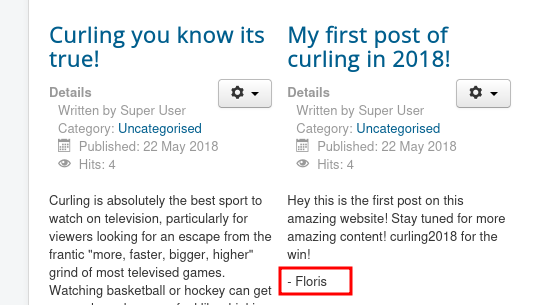 Curling you know its
true!
Details
Written by Super User
Category: Uncategorised
Published: 22 May 2018
Hits: 4
Curling is absolutely the best sport to
watch on television, particularly for
viewers looking for an escape from the
frantic "more, faster, bigger, higher"
grind of most televised games.
Watching basketball or hockey can get
My first post of
curling in 2018!
Details
Written by Super User
Category: Uncategorised
Published: 22 May 2018
Hits: 4
Hey this is the first post on this
amazing website! Stay tuned for more
amazing content! curling2018 for the
win!
- Floris